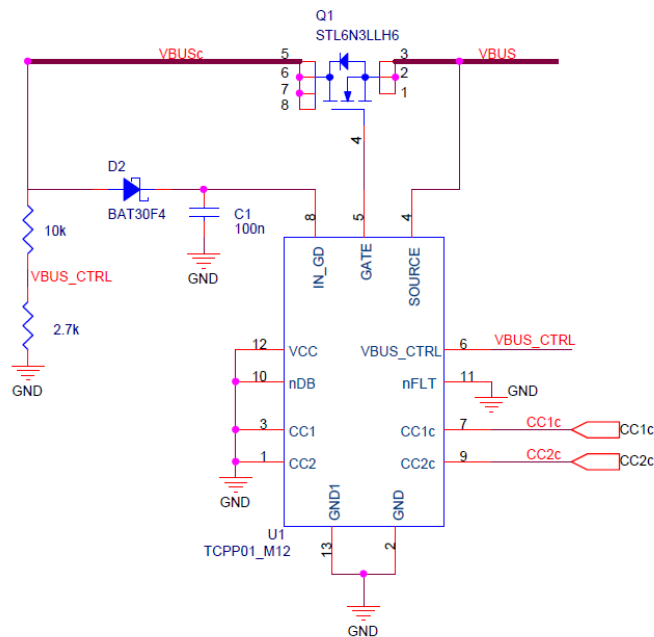 Q1
STL6N3LLH6
VBUSc
5
3
VBUS
6
2
7
1
8
4
D2
BAT30F4
C1
100n
GND
8
5
4
10k
IN_GD
GATE
SOURCE
VBUS_CTRL
2.7k
GND
12
VCC
VBUS_CTRL
6
VBUS_CTRL
10
nDB
nFLT
11
GND
3
CC1
CC1c
7
CC1c
CC1c
1
CC2
CC2c
9
CC2c
CC2c
GND
GND1
GND
U1
TCPP01_M12
13
2
GND